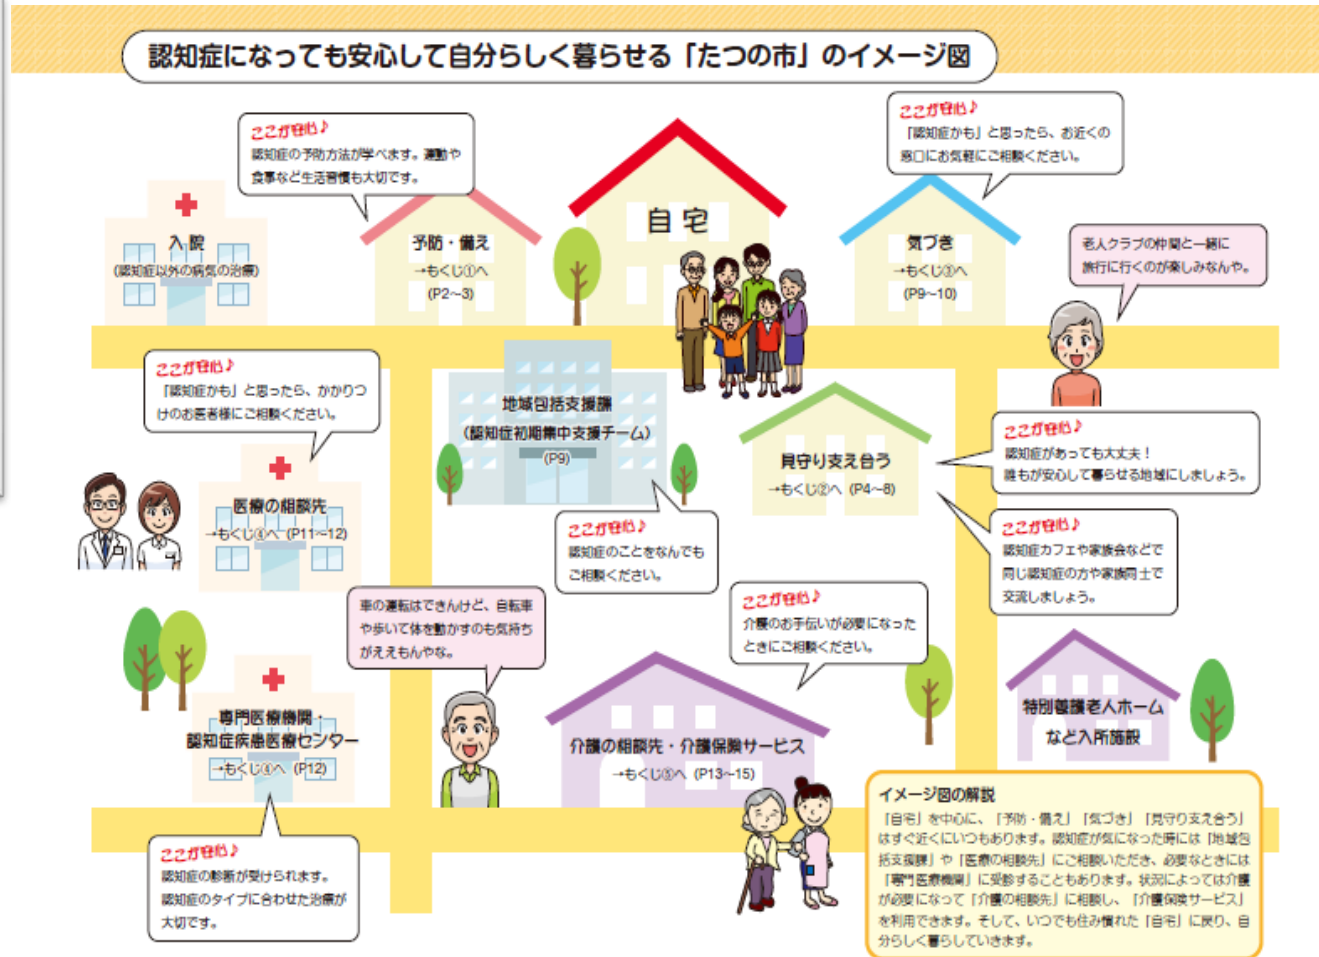 認知症になっても安心して自分らしく暮らせる「たつの市」のイメージ図
ここが安心♪
認知症の予防方法が学べます。運動や
食事など生活習慣も大切です。
ここが安心♪
「認知症かも」と思ったら、お近くの
窓口にお気軽にご相談ください。
入院
(認知症以外の病気の治療)
予防・備え
→もくじ①へ
(P2~3)
自宅
気づき
→もくじ③へ
(P9~10)
老人クラブの仲間と一緒に
旅行に行くのが楽しみなんや。
ここが安心♪
「認知症かも」と思ったら、かかりつ
けのお医者様にご相談ください。
地域包括支援課
(認知症初期集中支援チーム)
(P9)
見守り支え合う
→もくじ②へ (P4~8)
ここが安心♪
認知症があっても大丈夫!
誰もが安心して暮らせる地域にしましょう。
医療の相談先
→もくじ④へ (P11~12)
ここが安心♪
認知症のことをなんでも
ご相談ください。
ここが安心♪
認知症カフェや家族会などで
同じ認知症の方や家族同士で
交流しましょう。
車の運転はできんけど、自転車
や歩いて体を動かすのも気持ち
がええもんやな。
ここが安心♪
介護のお手伝いが必要になった
ときにご相談ください。
専門医療機関・
認知症疾患医療センター
→もくじ④へ (P12)
介護の相談先・介護保険サービス
→もくじ⑤へ (P13~15)
特別養護老人ホーム
など入所施設
ここが安心♪
認知症の診断が受けられます。
認知症のタイプに合わせた治療が
大切です。
イメージ図の解説
「自宅」を中心に、「予防・備え」「気づき」「見守り支え合う」
はすぐ近くにいつもあります。認知症が気になった時には「地域包
括支援課」や「医療の相談先」にご相談いただき、必要なときには
「専門医療機関」に受診することもあります。状況によっては介護
が必要になって「介護の相談先」に相談し、「介護保険サービス」
を利用できます。そして、いつでも住み慣れた「自宅」に戻り、自
分らしく暮らしていきます。